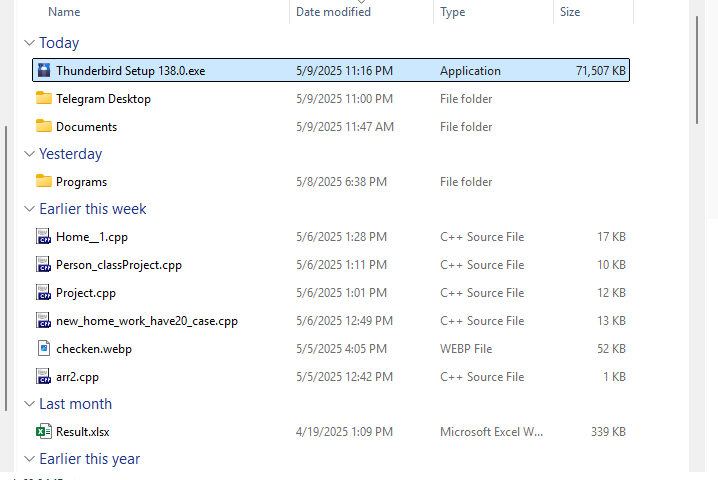 Name Date modified Type Size
Today
Thunderbird Setup 138.0.exe 5/9/2025 11:16 PM Application 71,507 KB
Telegram Desktop 5/9/2025 11:00 PM File folder
Documents 5/9/2025 11:47 AM File folder
Yesterday
Programs 5/8/2025 6:38 PM File folder
Earlier this week
Home__1.cpp 5/6/2025 1:28 PM C++ Source File 17 KB
Person_classProject.cpp 5/6/2025 1:11 PM C++ Source File 10 KB
Project.cpp 5/6/2025 1:01 PM C++ Source File 12 KB
new_home_work_have20_case.cpp 5/6/2025 12:49 PM C++ Source File 13 KB
checken.webp 5/5/2025 4:05 PM WEBP File 52 KB
arr2.cpp 5/5/2025 12:42 PM C++ Source File 1 KB
Last month
Result.xlsx 4/19/2025 1:09 PM Microsoft Excel W... 339 KB
Earlier this year